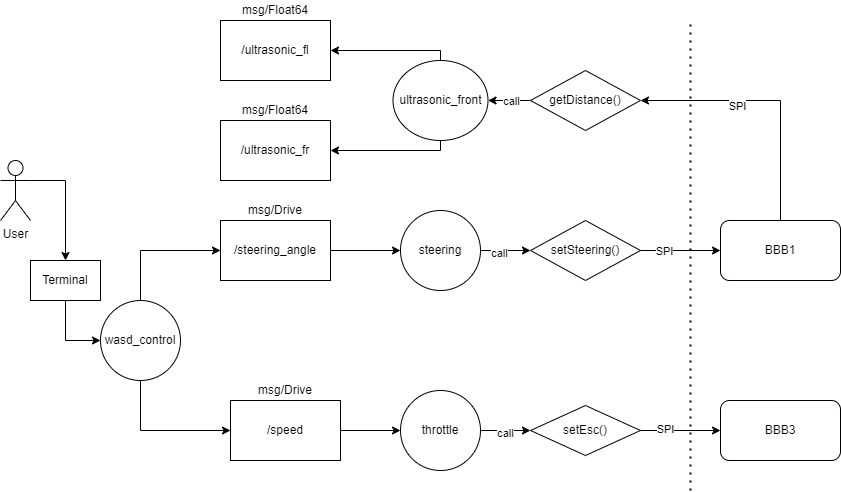 msg/Float64
/ultrasonic_fl
ultrasonic_front
call
getDistance()
SPI
msg/Float64
/ultrasonic_fr
User
Terminal
wasd_control
msg/Drive
/steering_angle
steering
call
setSteering()
SPI
BBB1
msg/Drive
/speed
throttle
call
setEsc()
SPI
BBB3